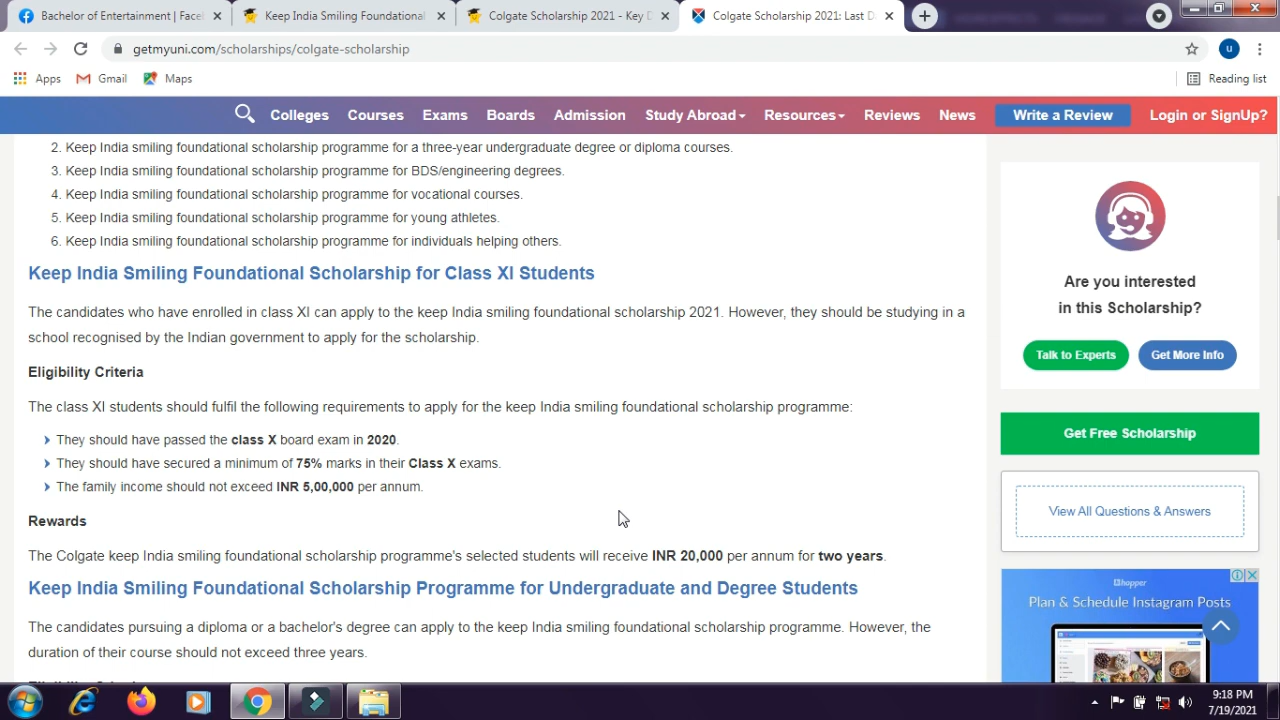 Bachelor of Entertainment | Facel
Keep India Smiling Foundational
Colgate Scholarship 2021 - Key D
Colgate Scholarship 2021: Last D
getmyuni.com/scholarships/colgate-scholarship
u
Apps
Gmail
Maps
Reading list
Colleges
Courses
Exams
Boards
Admission
Study Abroad
Resources
Reviews
News
Write a Review
Login or SignUp?
2. Keep India smiling foundational scholarship programme for a three-year undergraduate degree or diploma courses.
3. Keep India smiling foundational scholarship programme for BDS/engineering degrees.
4. Keep India smiling foundational scholarship programme for vocational courses.
5. Keep India smiling foundational scholarship programme for young athletes.
6. Keep India smiling foundational scholarship programme for individuals helping others.
Keep India Smiling Foundational Scholarship for Class XI Students
The candidates who have enrolled in class XI can apply to the keep India smiling foundational scholarship 2021. However, they should be studying in a
school recognised by the Indian government to apply for the scholarship.
Eligibility Criteria
The class XI students should fulfil the following requirements to apply for the keep India smiling foundational scholarship programme:
They should have passed the class X board exam in 2020.
They should have secured a minimum of 75% marks in their Class X exams.
The family income should not exceed INR 5,00,000 per annum.
Rewards
The Colgate keep India smiling foundational scholarship programme's selected students will receive INR 20,000 per annum for two years.
Keep India Smiling Foundational Scholarship Programme for Undergraduate and Degree Students
The candidates pursuing a diploma or a bachelor's degree can apply to the keep India smiling foundational scholarship programme. However, the
duration of their course should not exceed three years.
Are you interested
in this Scholarship?
Talk to Experts
Get More Info
Get Free Scholarship
View All Questions & Answers
hopper
Plan & Schedule Instagram Posts
9:18 PM
7/19/2021